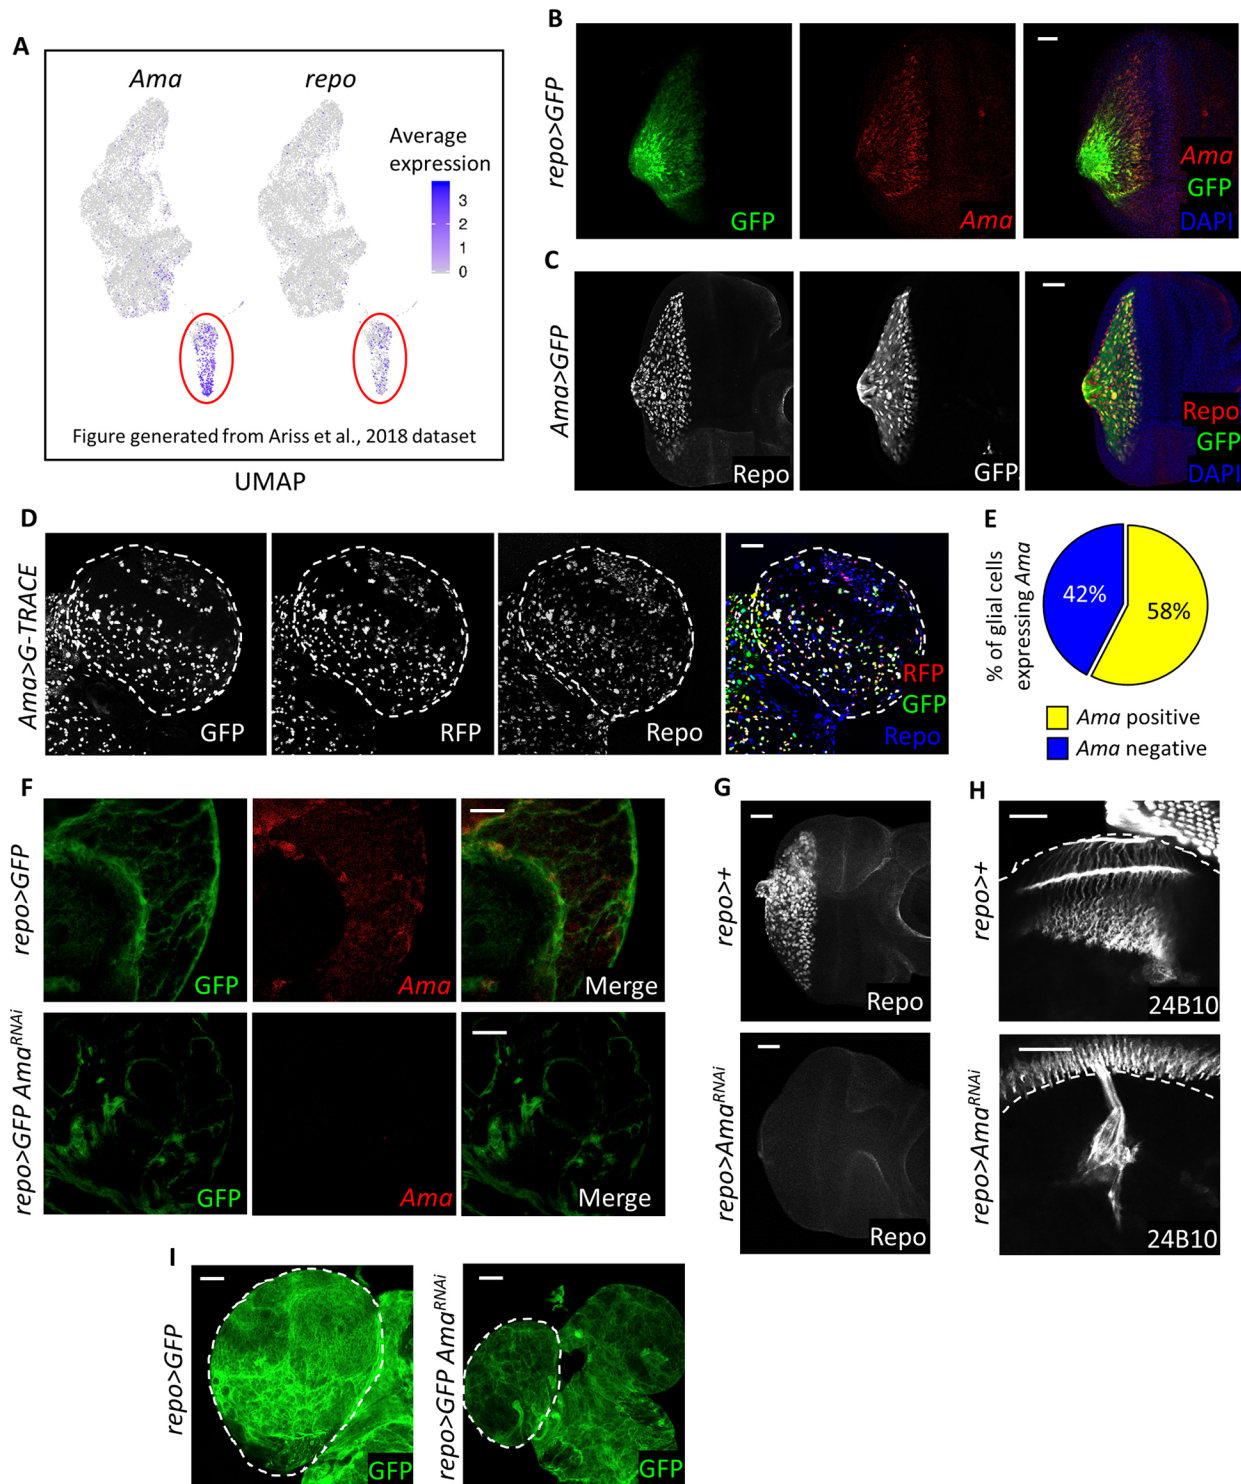 A
Ama
repo
Average
expression
3
2
1
0
Figure generated from Ariss et al., 2018 dataset
UMAP
B
repo>GFP
GFP
Ama
Ama
GFP
DAPI
C
Ama>GFP
Repo
GFP
Repo
GFP
DAPI
D
Ama>G-TRACE
GFP
RFP
Repo
RFP
GFP
Repo
E
% of glial cells
expressing Ama
42%
58%
Ama positive
Ama negative
F
repo>GFP
GFP
Ama
Merge
repo>GFP Ama^RNAi
GFP
Ama
Merge
G
repo>+
Repo
repo>Ama^RNAi
Repo
H
repo>+
24B10
repo>Ama^RNAi
24B10
I
repo>GFP
GFP
repo>GFP Ama^RNAi
GFP